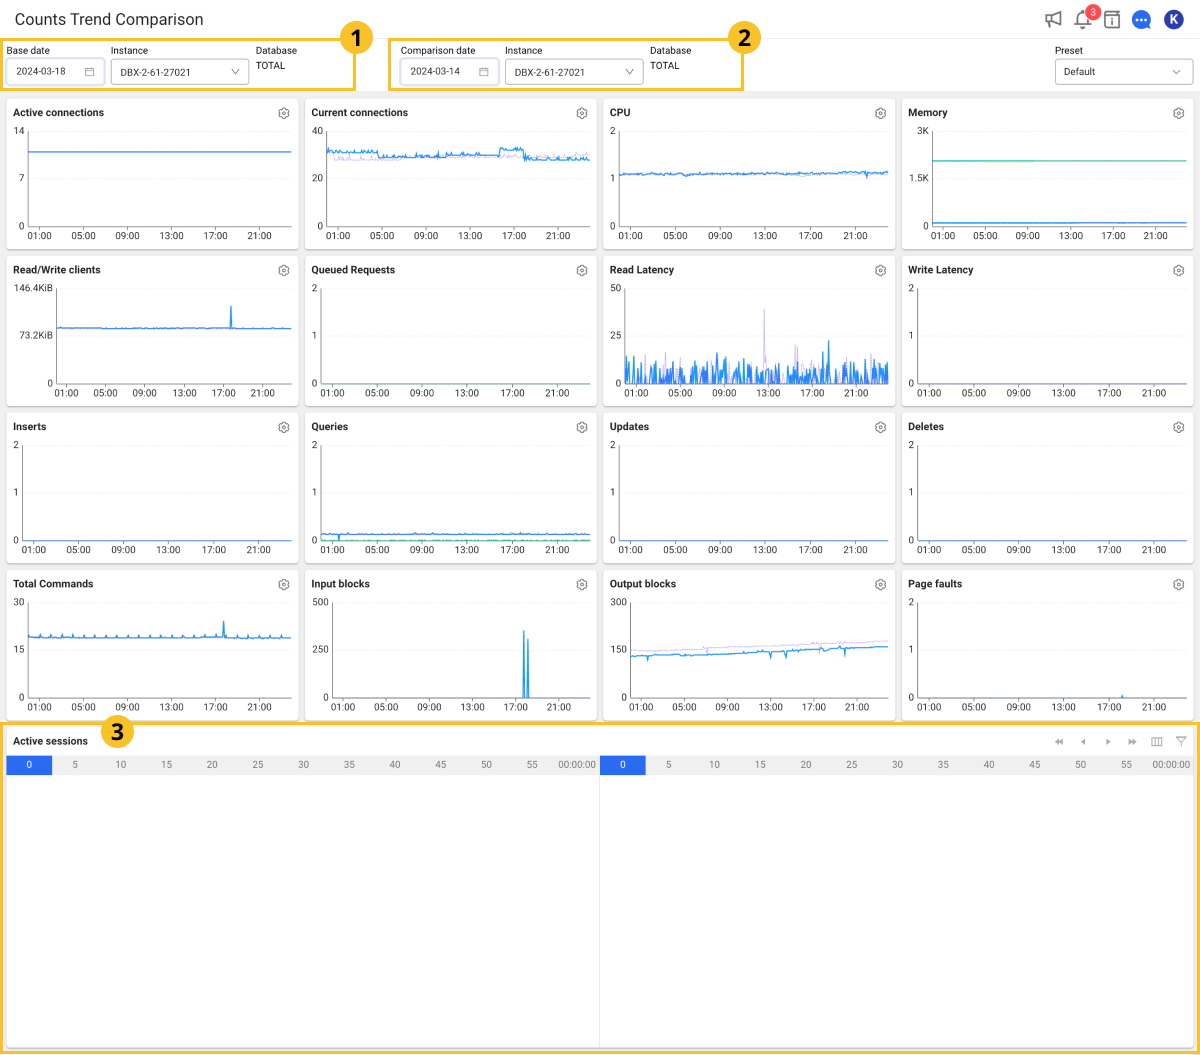 Counts Trend Comparison
3
K
1
2
Base date
Instance
Database
Comparison date
Instance
Database
Preset
2024-03-18
DBX-2-61-27021
TOTAL
2024-03-14
DBX-2-61-27021
TOTAL
Default
Active connections
14
7
0
01:00 05:00 09:00 13:00 17:00 21:00
Current connections
40
20
0
01:00 05:00 09:00 13:00 17:00 21:00
CPU
2
1
0
01:00 05:00 09:00 13:00 17:00 21:00
Memory
3K
1.5K
0
01:00 05:00 09:00 13:00 17:00 21:00
Read/Write clients
146.4KiB
73.2KiB
0
01:00 05:00 09:00 13:00 17:00 21:00
Queued Requests
2
1
0
01:00 05:00 09:00 13:00 17:00 21:00
Read Latency
50
25
0
01:00 05:00 09:00 13:00 17:00 21:00
Write Latency
2
1
0
01:00 05:00 09:00 13:00 17:00 21:00
Inserts
2
1
0
01:00 05:00 09:00 13:00 17:00 21:00
Queries
2
1
0
01:00 05:00 09:00 13:00 17:00 21:00
Updates
2
1
0
01:00 05:00 09:00 13:00 17:00 21:00
Deletes
2
1
0
01:00 05:00 09:00 13:00 17:00 21:00
Total Commands
30
15
0
01:00 05:00 09:00 13:00 17:00 21:00
Input blocks
500
250
0
01:00 05:00 09:00 13:00 17:00 21:00
Output blocks
300
150
0
01:00 05:00 09:00 13:00 17:00 21:00
Page faults
2
1
0
01:00 05:00 09:00 13:00 17:00 21:00
3
Active sessions
0 5 10 15 20 25 30 35 40 45 50 55 00:00:00
0 5 10 15 20 25 30 35 40 45 50 55 00:00:00